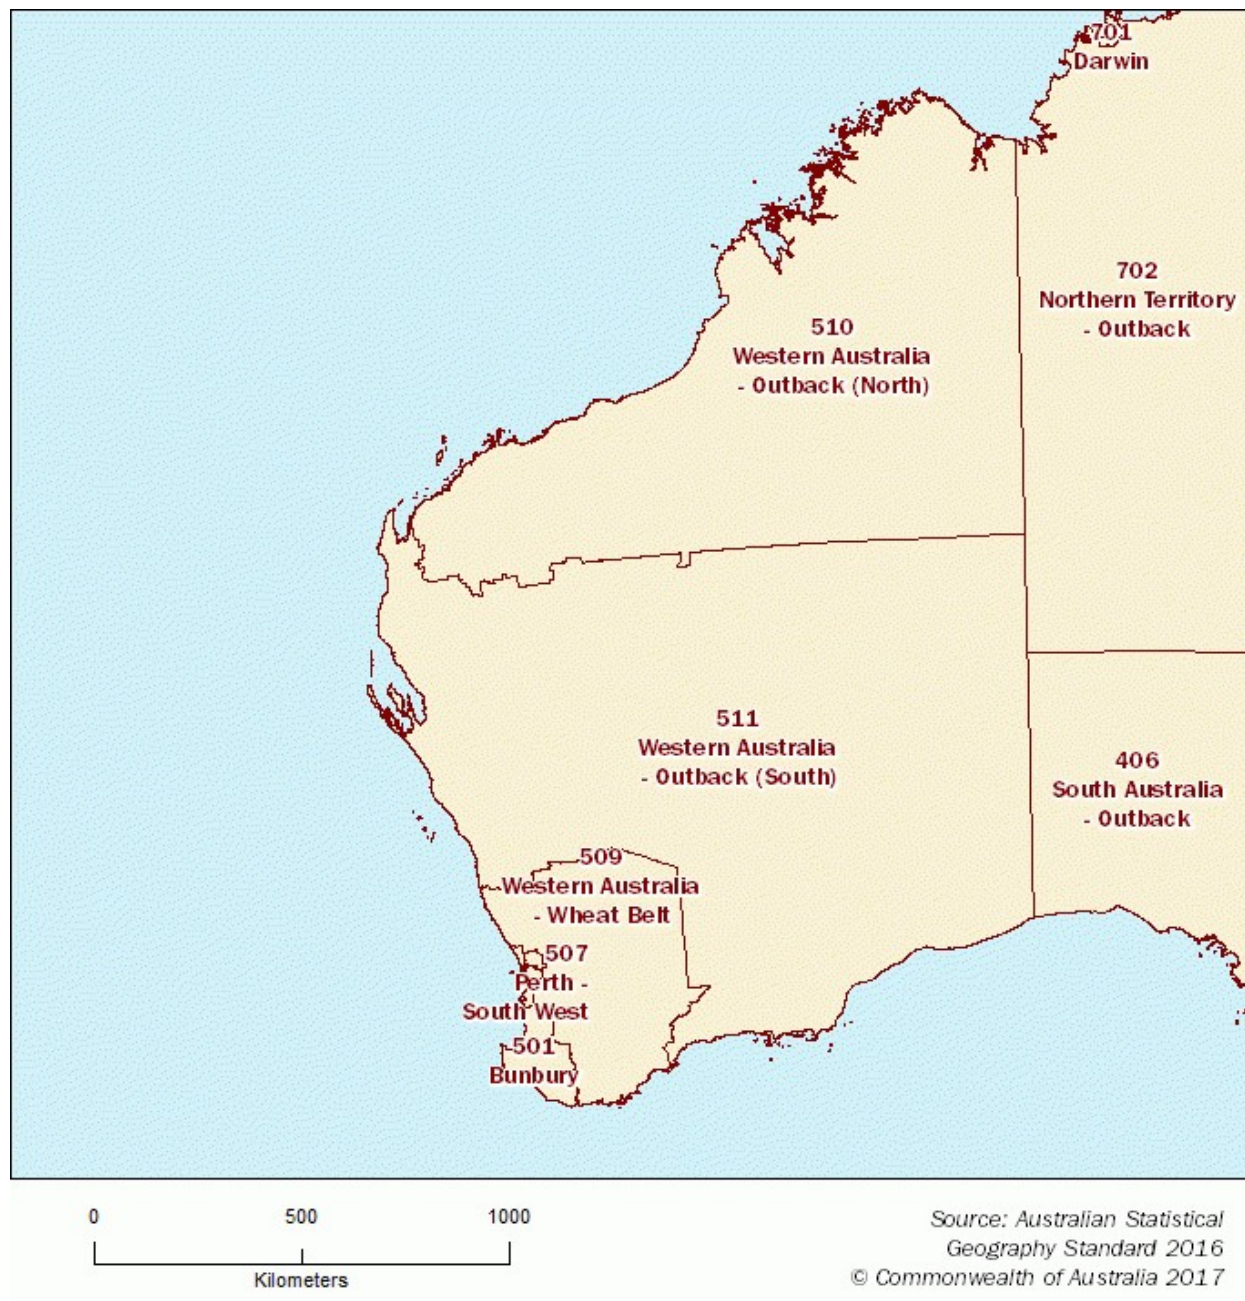 701
Darwin
702
Northern Territory
- Outback
510
Western Australia
- Outback (North)
511
Western Australia
- Outback (South)
406
South Australia
- Outback
509
Western Australia
- Wheat Belt
507
Perth -
South West
501
Bunbury
0 500 1000
Kilometers
Source: Australian Statistical
Geography Standard 2016
© Commonwealth of Australia 2017